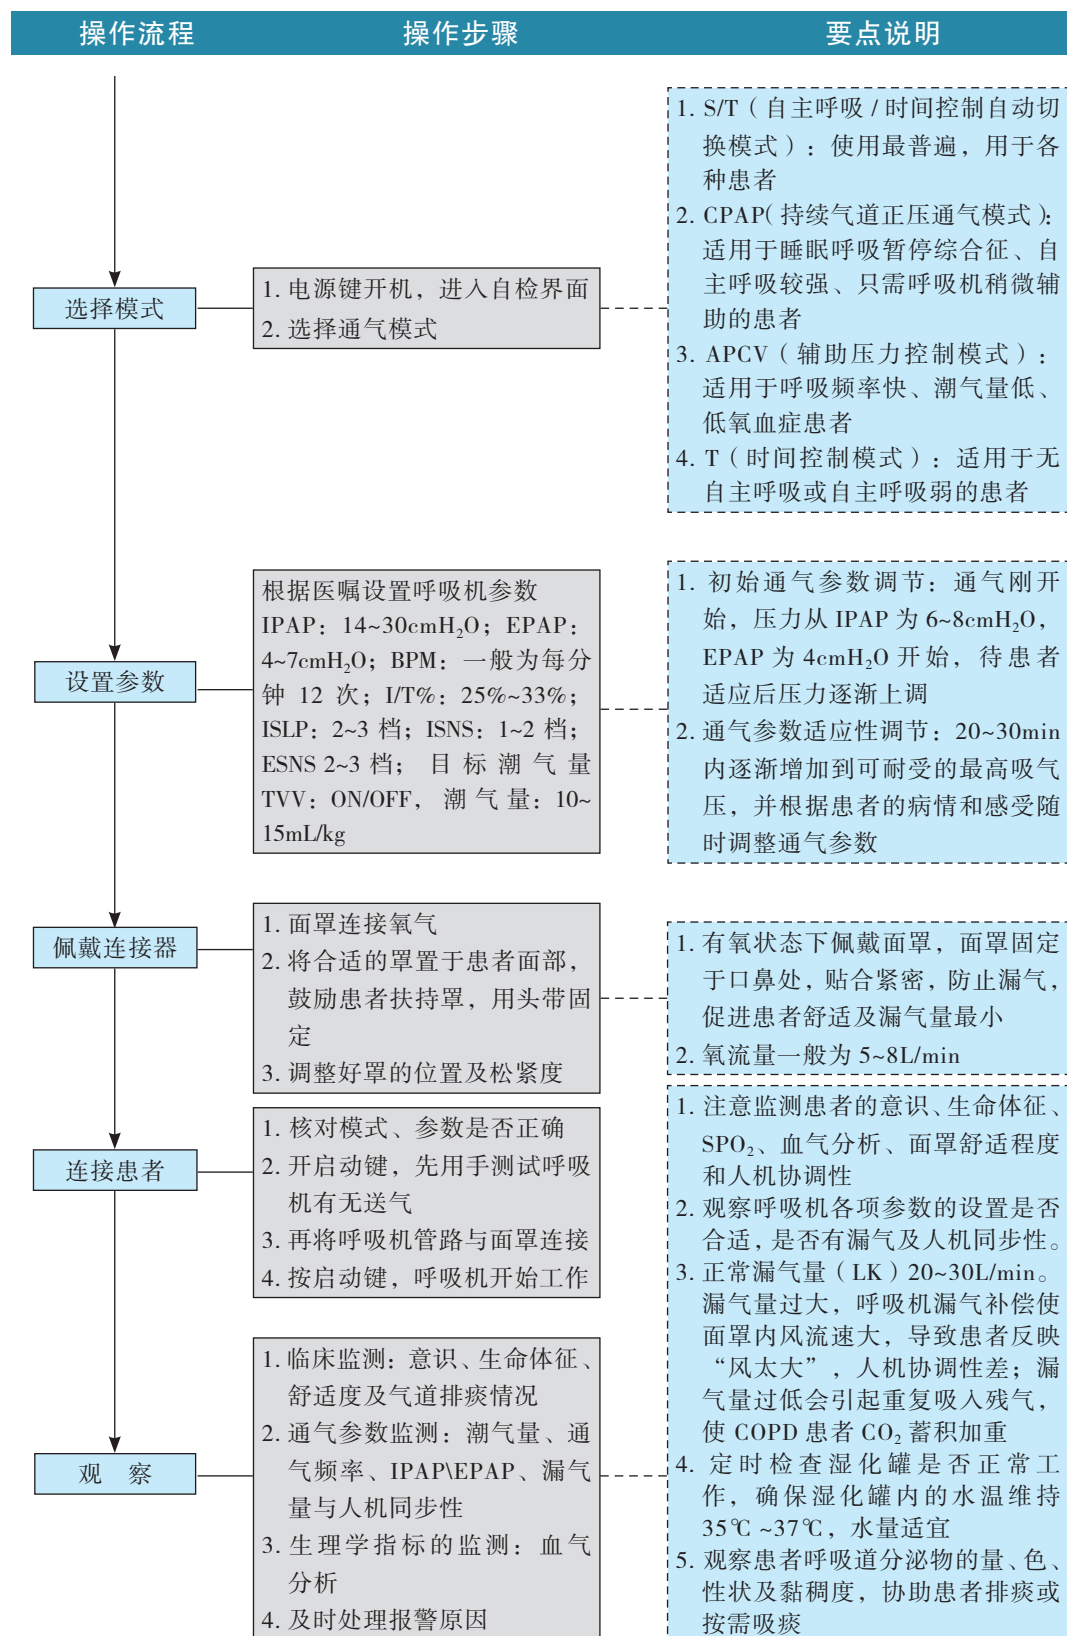 操作流程 操作步骤 要点说明
选择模式
1. 电源键开机，进入自检界面
2. 选择通气模式
1. S/T（自主呼吸 / 时间控制自动切
换模式）：使用最普遍，用于各
种患者
2. CPAP（持续气道正压通气模式）：
适用于睡眠呼吸暂停综合征、自
主呼吸较强、只需呼吸机稍微辅
助的患者
3. APCV（辅助压力控制模式）：
适用于呼吸频率快、潮气量低、
低氧血症患者
4. T（时间控制模式）：适用于无
自主呼吸或自主呼吸弱的患者
设置参数
根据医嘱设置呼吸机参数
IPAP：14~30cmH₂O；EPAP：
4~7cmH₂O；BPM：一般为每分
钟 12 次；I/T%：25%~33%；
ISLP：2~3 档；ISNS：1~2 档；
ESNS 2~3 档；目标潮气量
TVV：ON/OFF，潮气量：10~
15mL/kg
1. 初始通气参数调节：通气刚开
始，压力从 IPAP 为 6~8cmH₂O，
EPAP 为 4cmH₂O 开始，待患者
适应后压力逐渐上调
2. 通气参数适应性调节：20~30min
内逐渐增加到可耐受的最高吸气
压，并根据患者的病情和感受随
时调整通气参数
佩戴连接器
1. 面罩连接氧气
2. 将合适的罩置于患者面部，
鼓励患者扶持罩，用头带固
定
3. 调整好罩的位置及松紧度
1. 有氧状态下佩戴面罩，面罩固定
于口鼻处，贴合紧密，防止漏气，
促进患者舒适及漏气量最小
2. 氧流量一般为 5~8L/min
连接患者
1. 核对模式、参数是否正确
2. 开启动键，先用手测试呼吸
机有无送气
3. 再将呼吸机管路与面罩连接
4. 按启动键，呼吸机开始工作
观 察
1. 临床监测：意识、生命体征、
舒适度及气道排痰情况
2. 通气参数监测：潮气量、通
气频率、IPAP\EPAP、漏气
量与人机同步性
3. 生理学指标的监测：血气
分析
4. 及时处理报警原因
1. 注意监测患者的意识、生命体征、
SPO₂、血气分析、面罩舒适程度
和人机协调性
2. 观察呼吸机各项参数的设置是否
合适，是否有漏气及人机同步性。
3. 正常漏气量（LK）20~30L/min。
漏气量过大，呼吸机漏气补偿使
面罩内风流速大，导致患者反映
“风太大”，人机协调性差；漏
气量过低会引起重复吸入残气，
使 COPD 患者 CO₂ 蓄积加重
4. 定时检查湿化罐是否正常工
作，确保湿化罐内的水温维持
35℃ ~37℃，水量适宜
5. 观察患者呼吸道分泌物的量、色、
性状及黏稠度，协助患者排痰或
按需吸痰